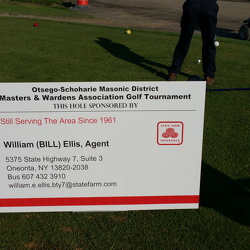 Otsego-Schoharie Masonic District
Masters & Wardens Association Golf Tournament
THIS HOLE SPONSORED BY
Still Serving The Area Since 1961
STATE FARM
INSURANCE
William (BILL) Ellis, Agent
5375 State Highway 7, Suite 3
Oneonta, NY 13820-2038
Bus 607 432 3910
william.e.ellis.bty7@statefarm.com